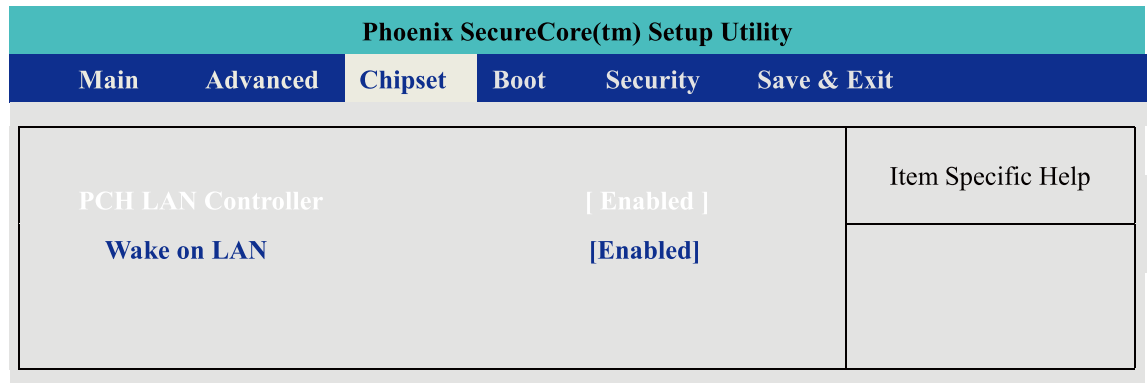 Phoenix SecureCore(tm) Setup Utility
Main Advanced Chipset Boot Security Save & Exit
PCH LAN Controller [ Enabled ]
Item Specific Help
Wake on LAN [Enabled]